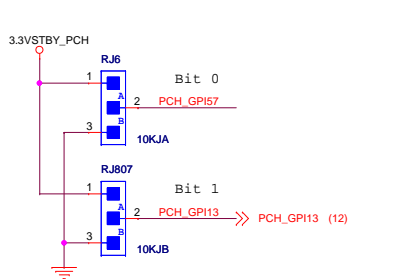 3.3VSTBY_PCH
RJ6
1
Bit 0
A
2
PCH_GPI57
B
3
10KJA
RJ807
1
Bit 1
A
2
PCH_GPI13
PCH_GPI13 (12)
B
3
10KJB